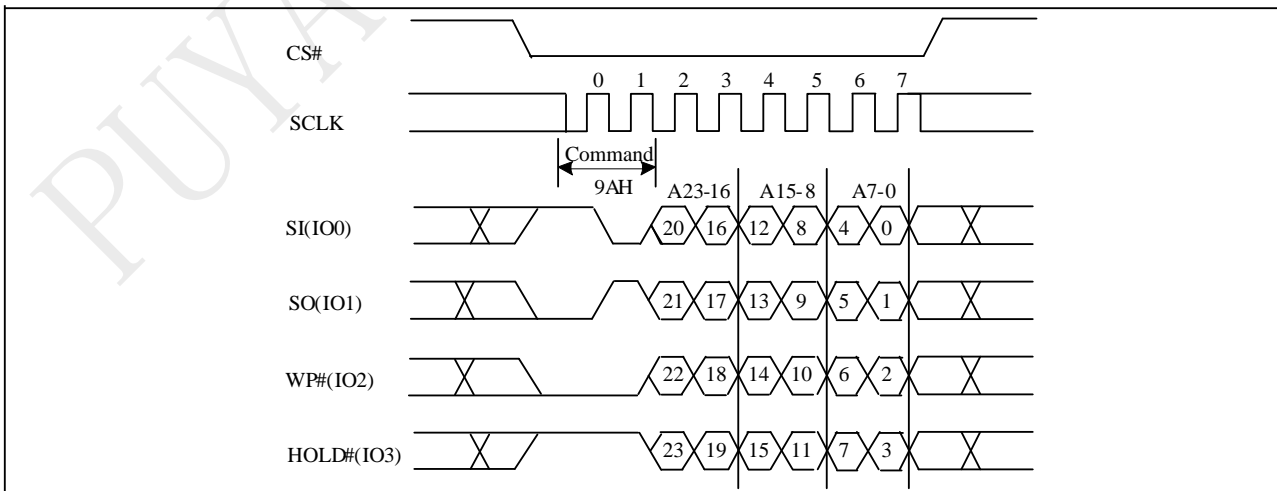 PUYA
CS#
0 1 2 3 4 5 6 7
SCLK
Command
9AH
A23-16 A15-8 A7-0
SI(IO0) 20 16 12 8 4 0
SO(IO1) 21 17 13 9 5 1
WP#(IO2) 22 18 14 10 6 2
HOLD#(IO3) 23 19 15 11 7 3